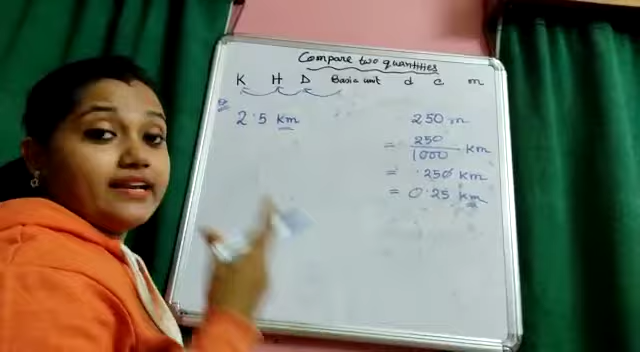 Compare two quantities
K H D Basic unit d c m
2.5 km 250 m
= 250/1000 km
= .250 km
= 0.25 km